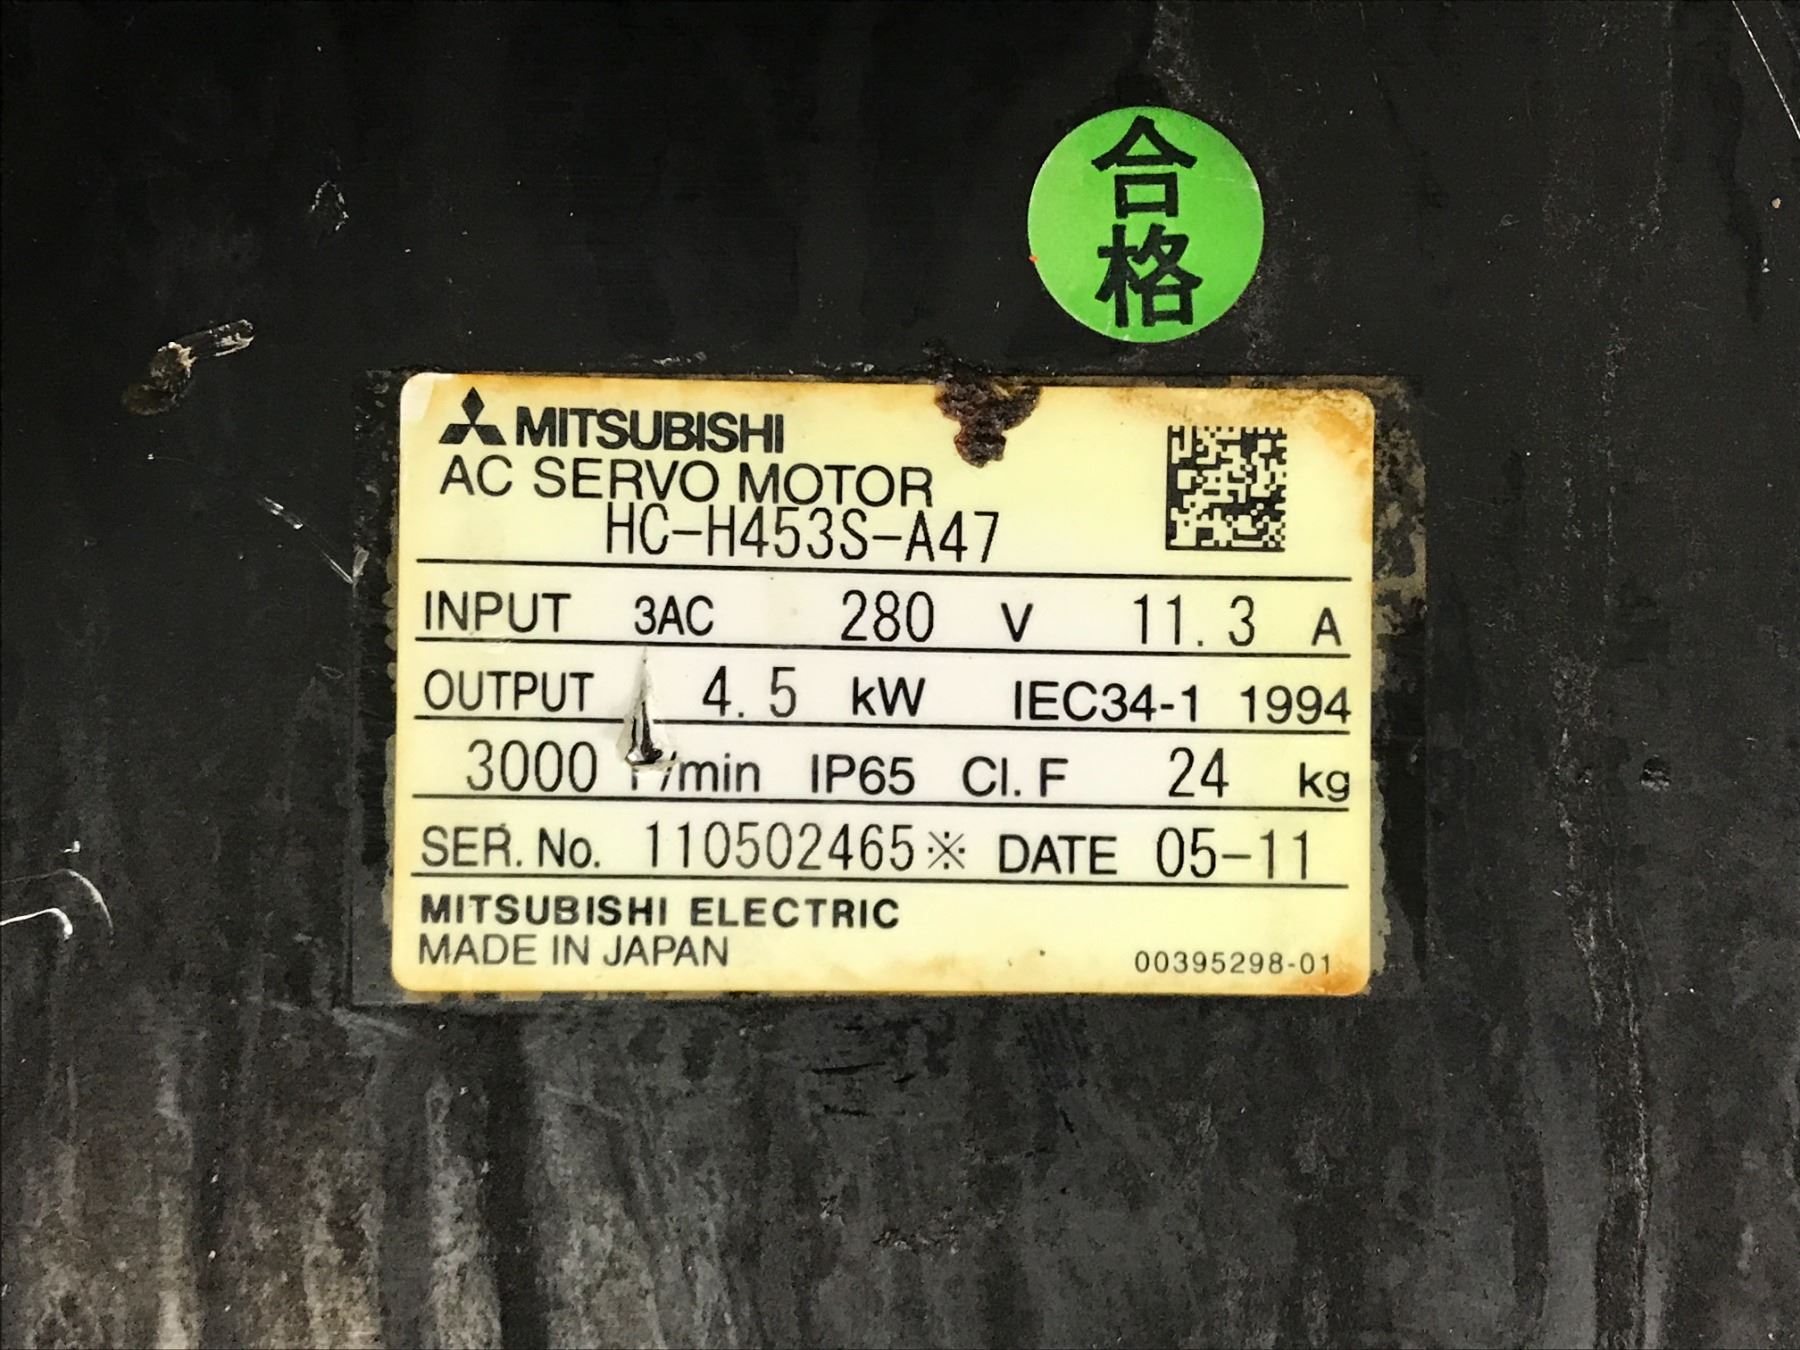 合
格
MITSUBISHI
AC SERVO MOTOR
HC-H453S-A47
INPUT 3AC 280 V 11.3 A
OUTPUT 4.5 kW IEC34-1 1994
3000 r/min IP65 Cl. F 24 kg
SER. No. 110502465※ DATE 05-11
MITSUBISHI ELECTRIC
MADE IN JAPAN
00395298-01